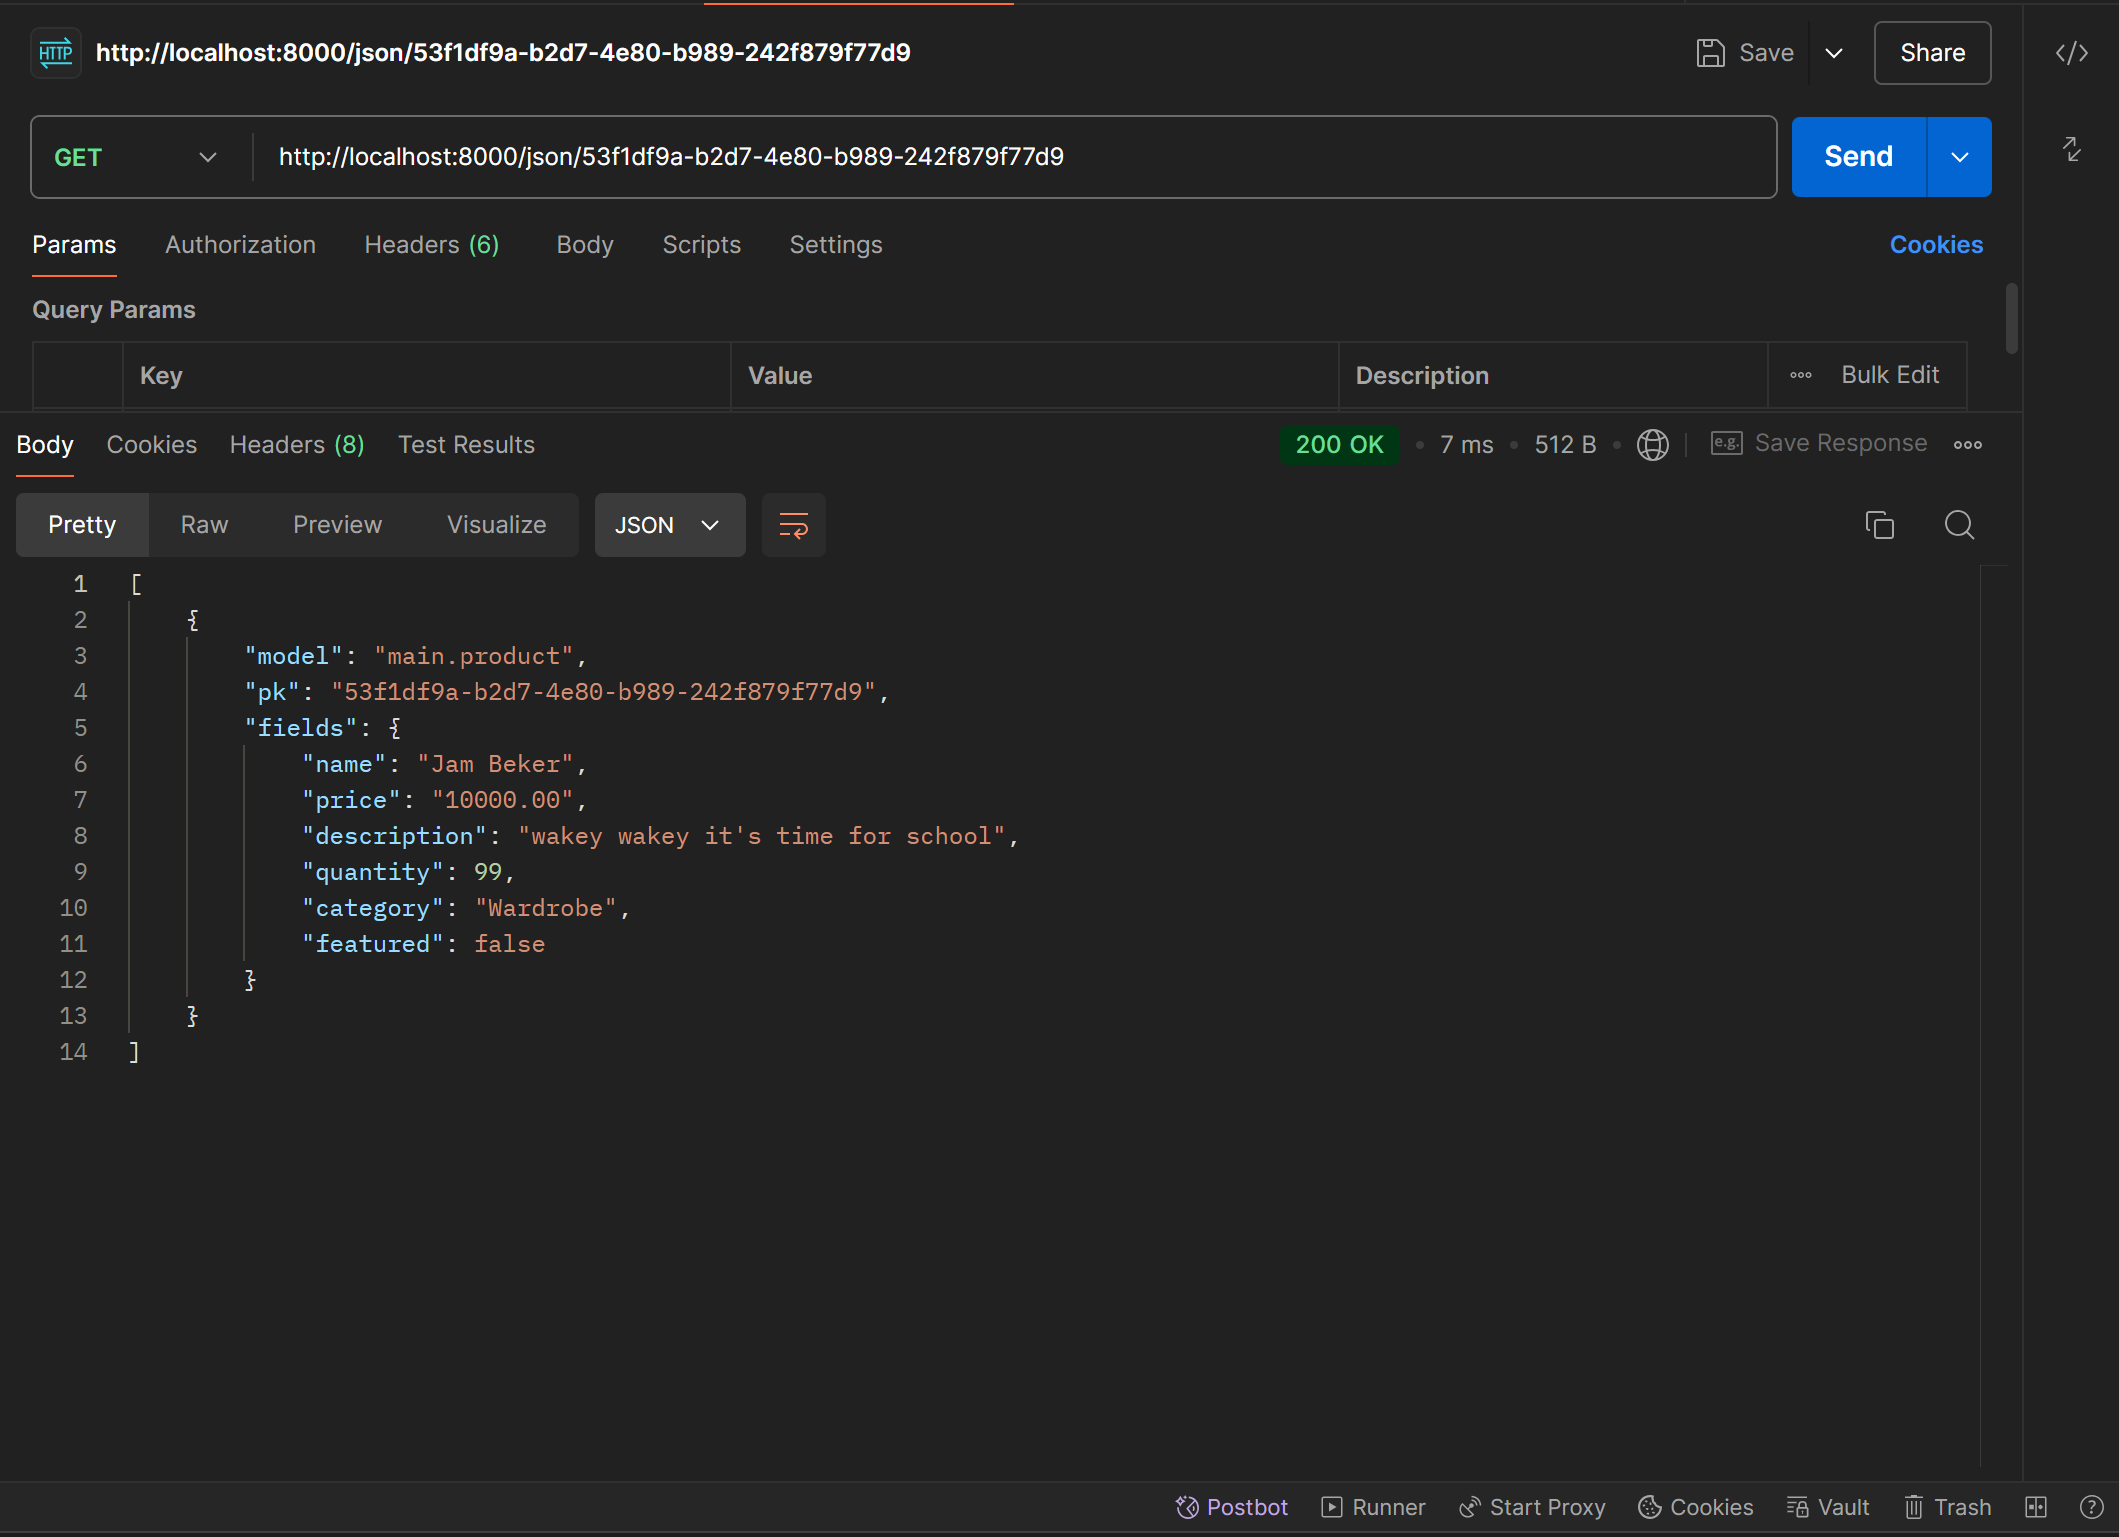 HTTP http://localhost:8000/json/53f1df9a-b2d7-4e80-b989-242f879f77d9 Save Share
GET http://localhost:8000/json/53f1df9a-b2d7-4e80-b989-242f879f77d9 Send
Params Authorization Headers (6) Body Scripts Settings Cookies
Query Params
Key Value Description Bulk Edit
Body Cookies Headers (8) Test Results 200 OK 7 ms 512 B e.g. Save Response
Pretty Raw Preview Visualize JSON
1 [
2 {
3 "model": "main.product",
4 "pk": "53f1df9a-b2d7-4e80-b989-242f879f77d9",
5 "fields": {
6 "name": "Jam Beker",
7 "price": "10000.00",
8 "description": "wakey wakey it's time for school",
9 "quantity": 99,
10 "category": "Wardrobe",
11 "featured": false
12 }
13 }
14 ]
Postbot Runner Start Proxy Cookies Vault Trash